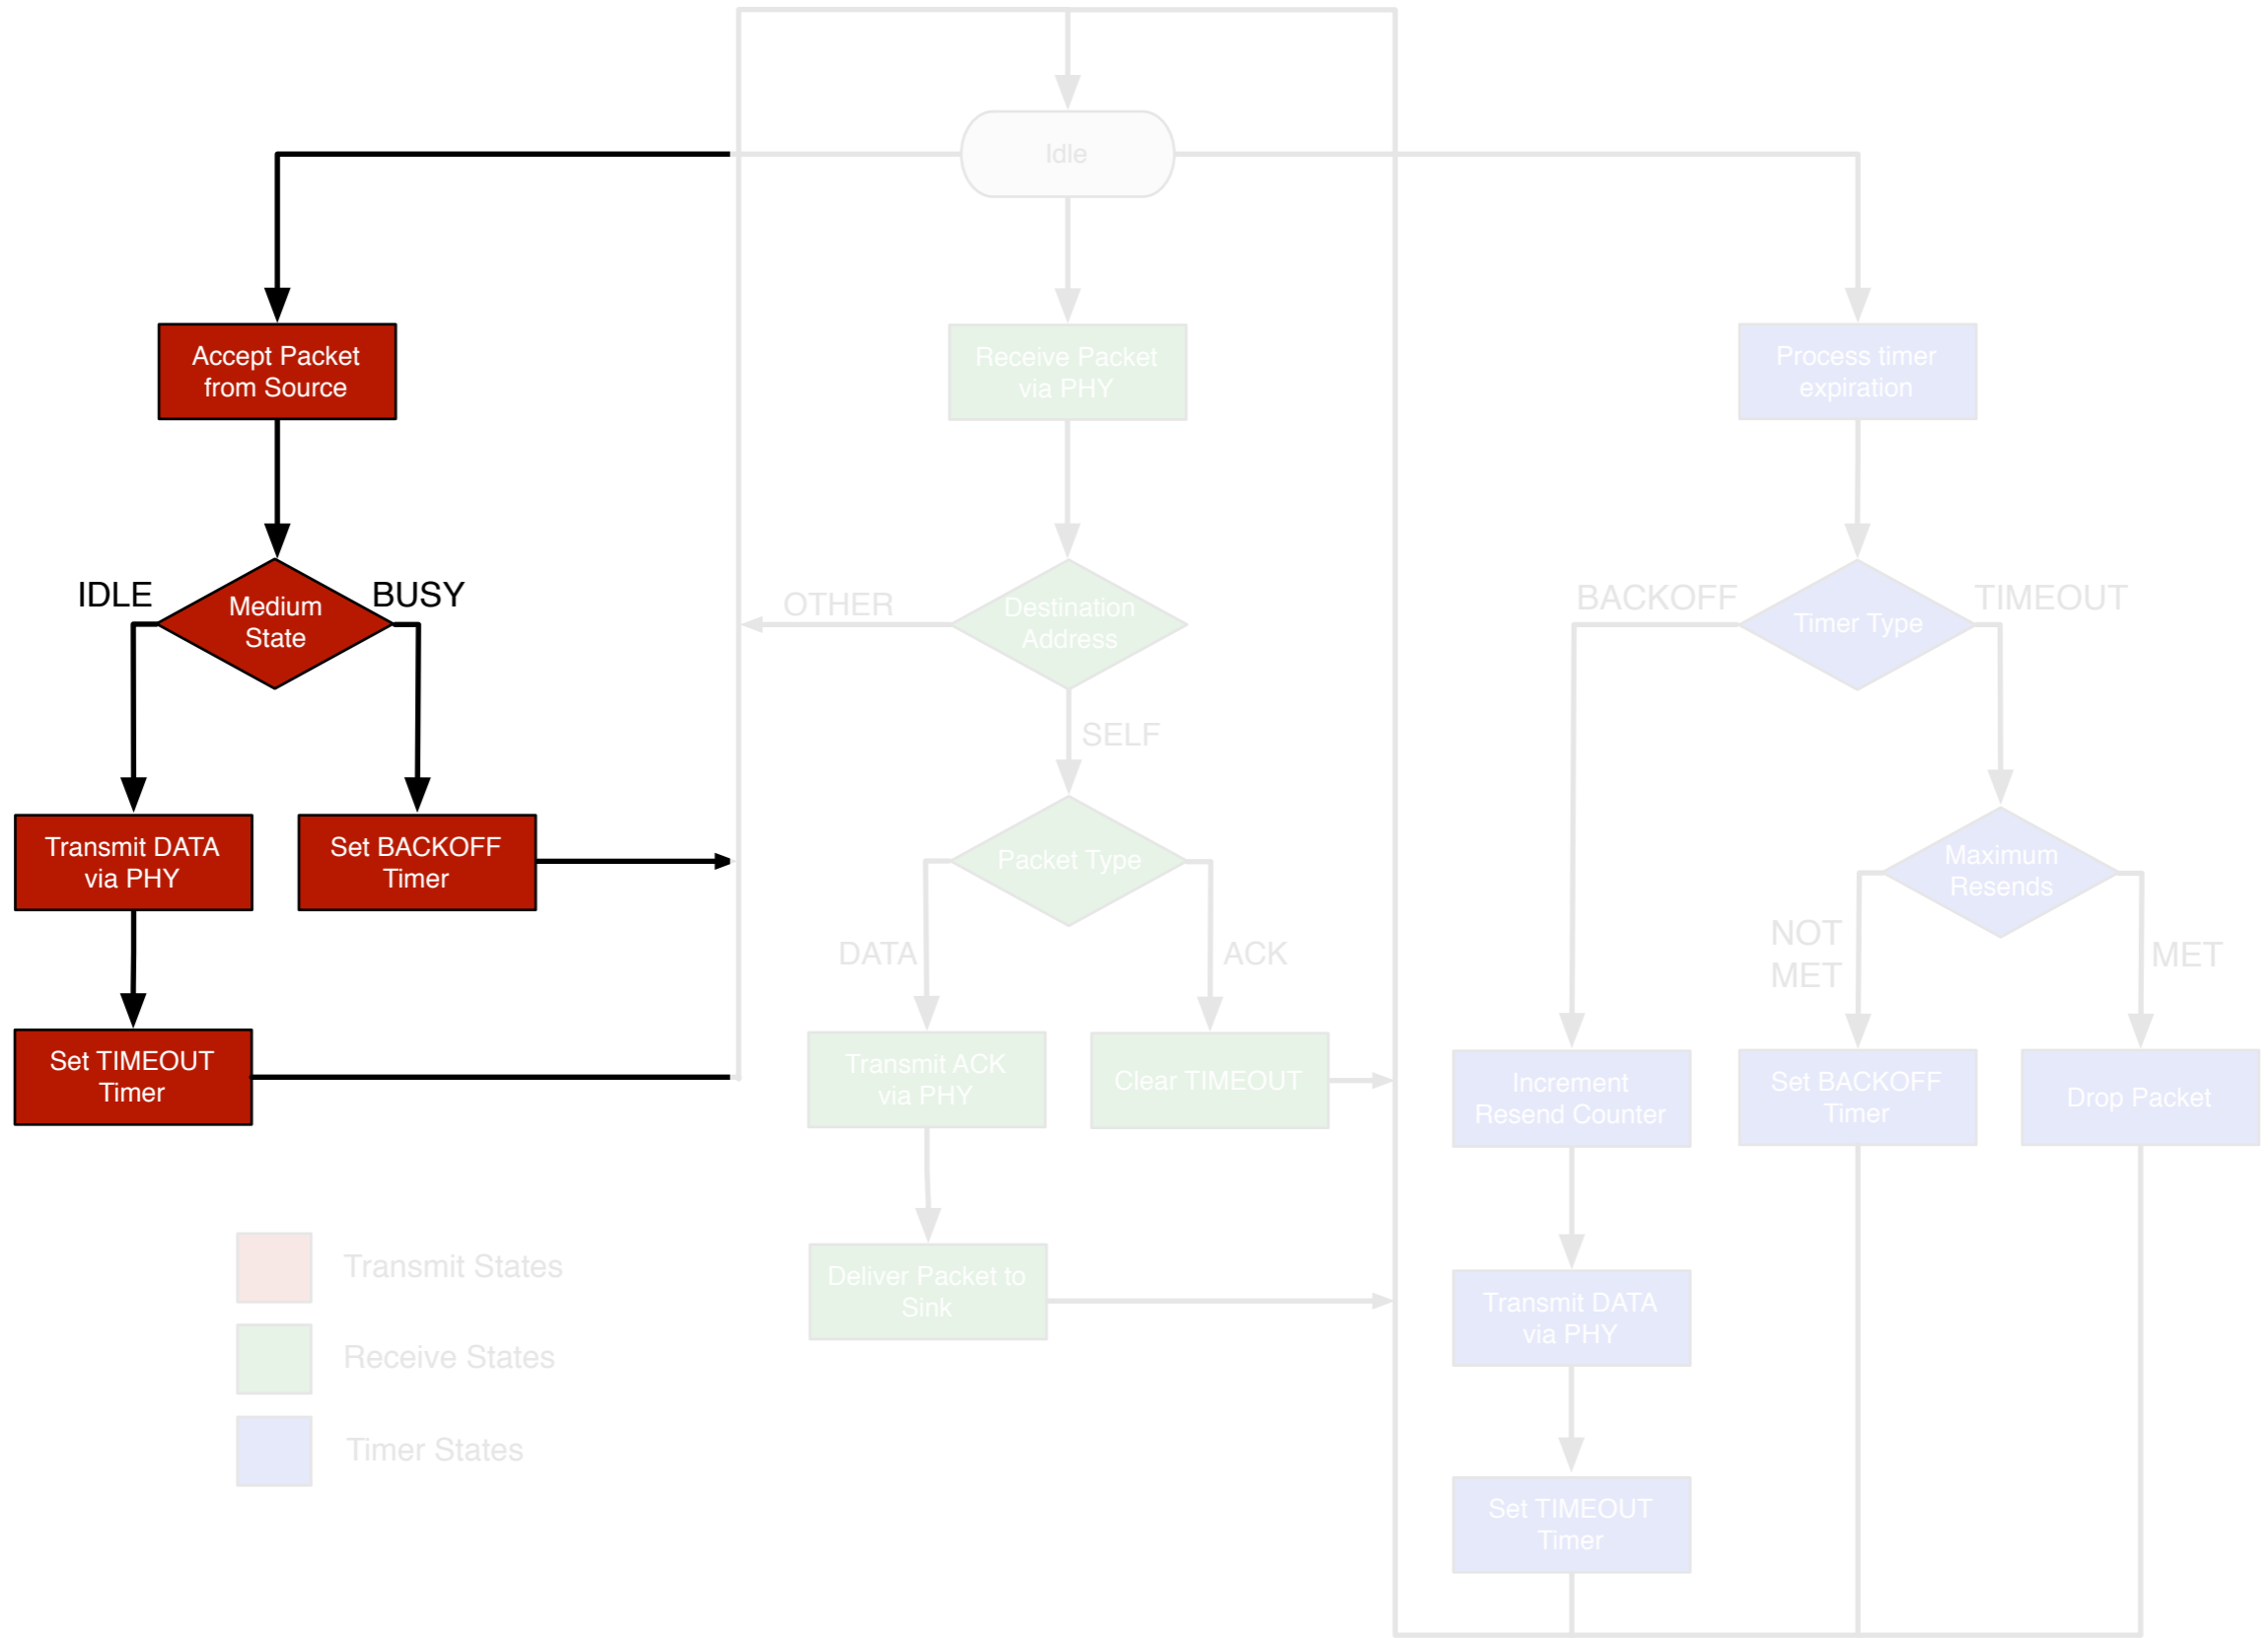 Idle
Accept Packet
from Source
Receive Packet
via PHY
Process timer
expiration
IDLE
Medium
State
BUSY
OTHER
Destination
Address
BACKOFF
Timer Type
TIMEOUT
SELF
Transmit DATA
via PHY
Set BACKOFF
Timer
Packet Type
Maximum
Resends
DATA
ACK
NOT
MET
MET
Set TIMEOUT
Timer
Transmit ACK
via PHY
Clear TIMEOUT
Increment
Resend Counter
Set BACKOFF
Timer
Drop Packet
Deliver Packet to
Sink
Transmit DATA
via PHY
Set TIMEOUT
Timer
Transmit States
Receive States
Timer States